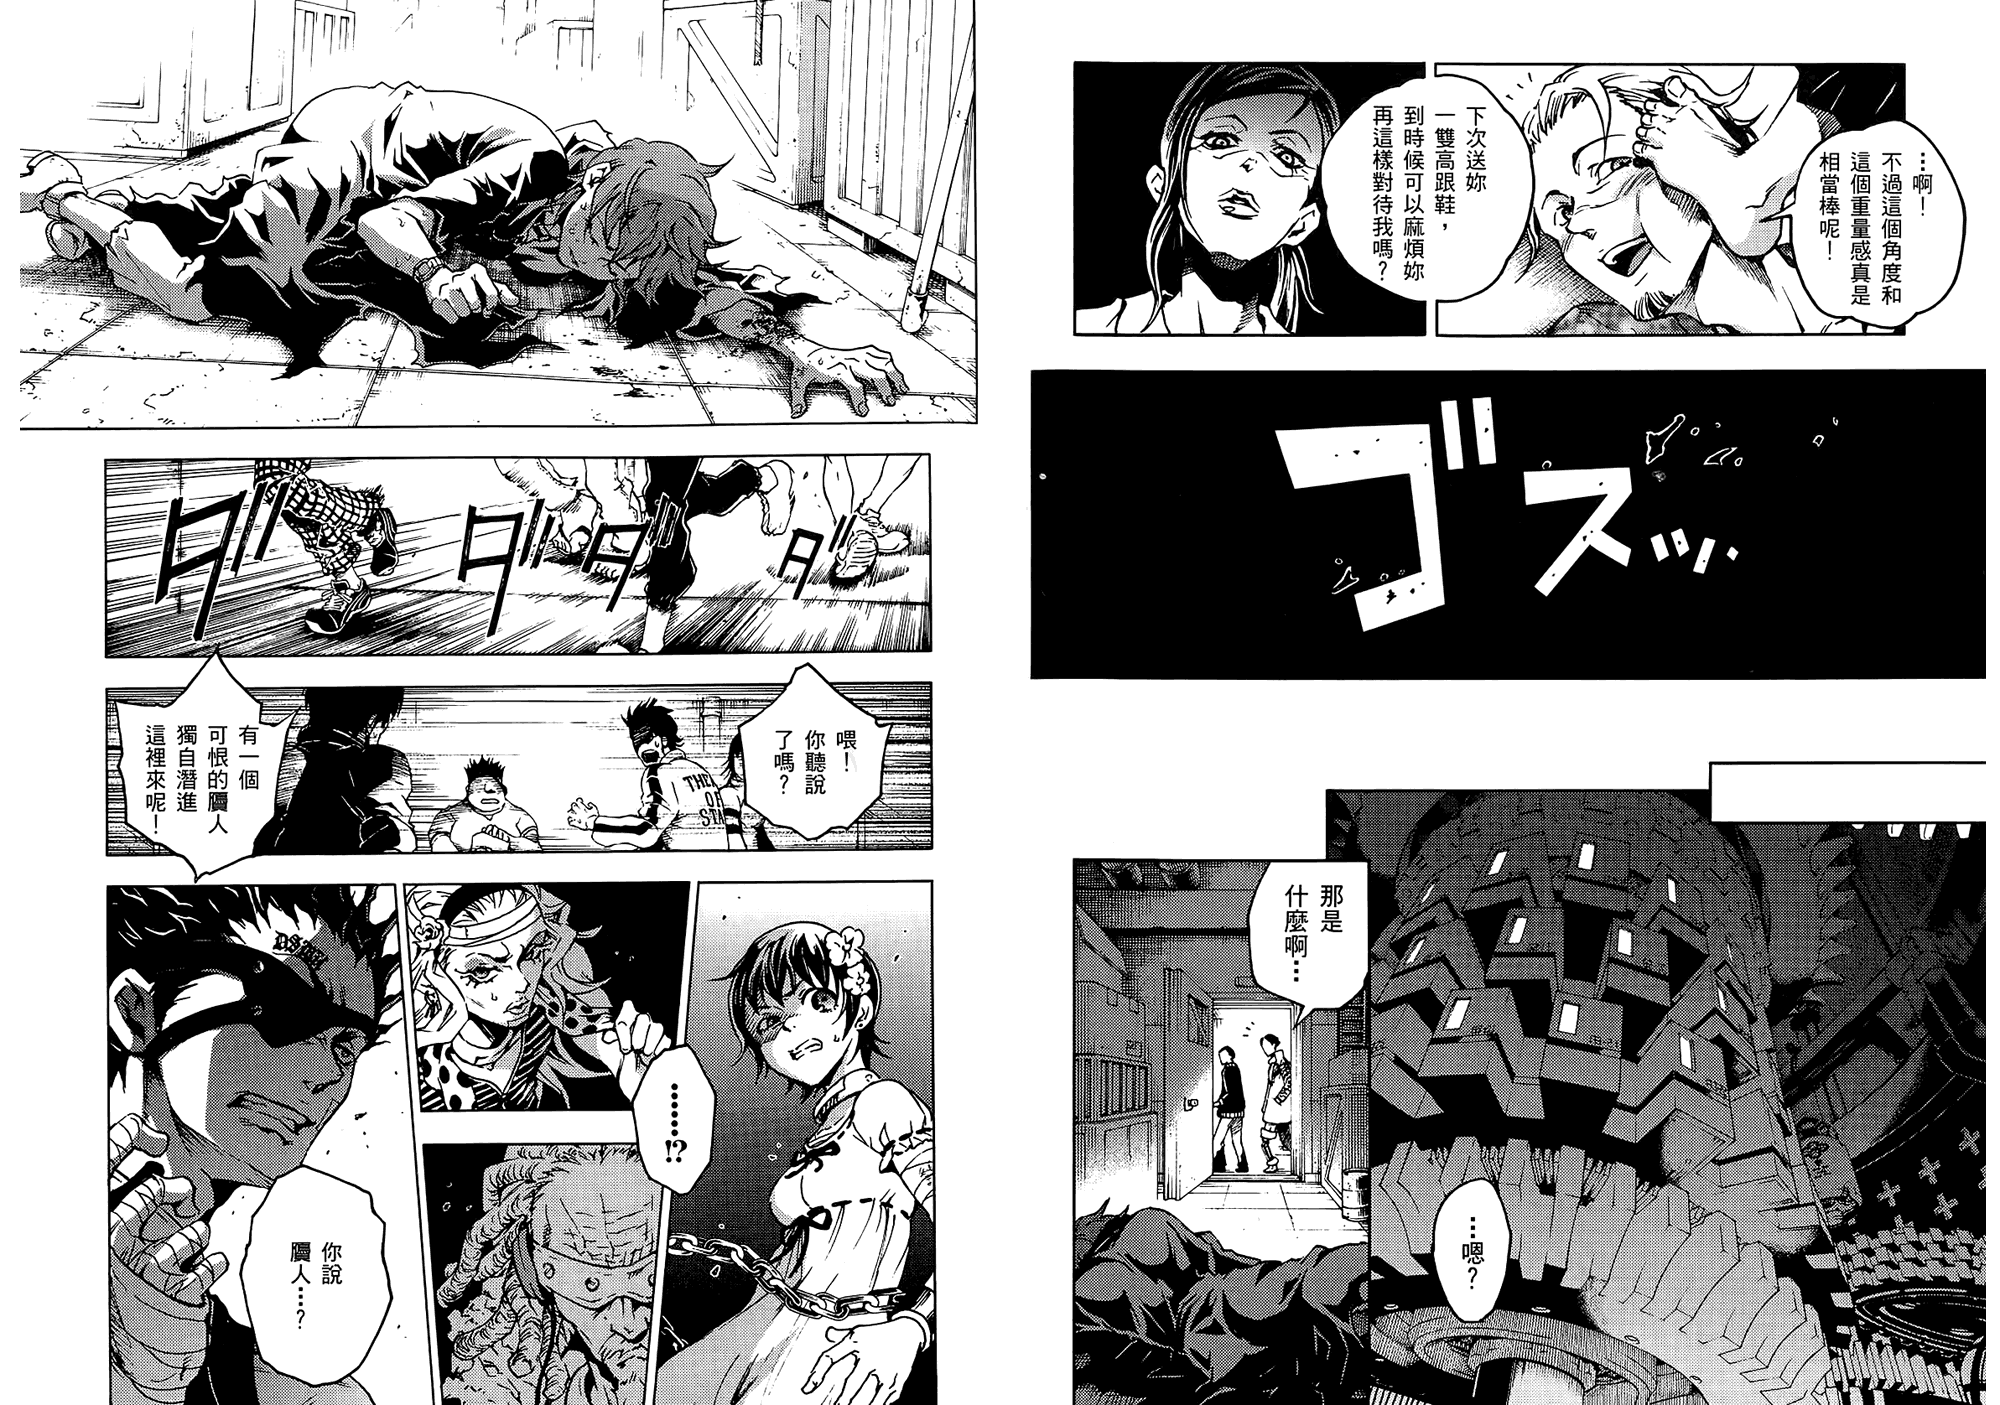 …啊！
不過這個角度和
這個重量感真是
相當棒呢！
下次送妳
一雙高跟鞋，
到時候可以麻煩妳
再這樣對待我嗎？
ゴスッ
…嗯？
那是
什麼啊…
ダダダダ
喂！
你聽說
了嗎？
有一個
可恨的贗人
獨自潛進
這裡來呢！
THE
OF
STA
……!?
你說
贗人…？